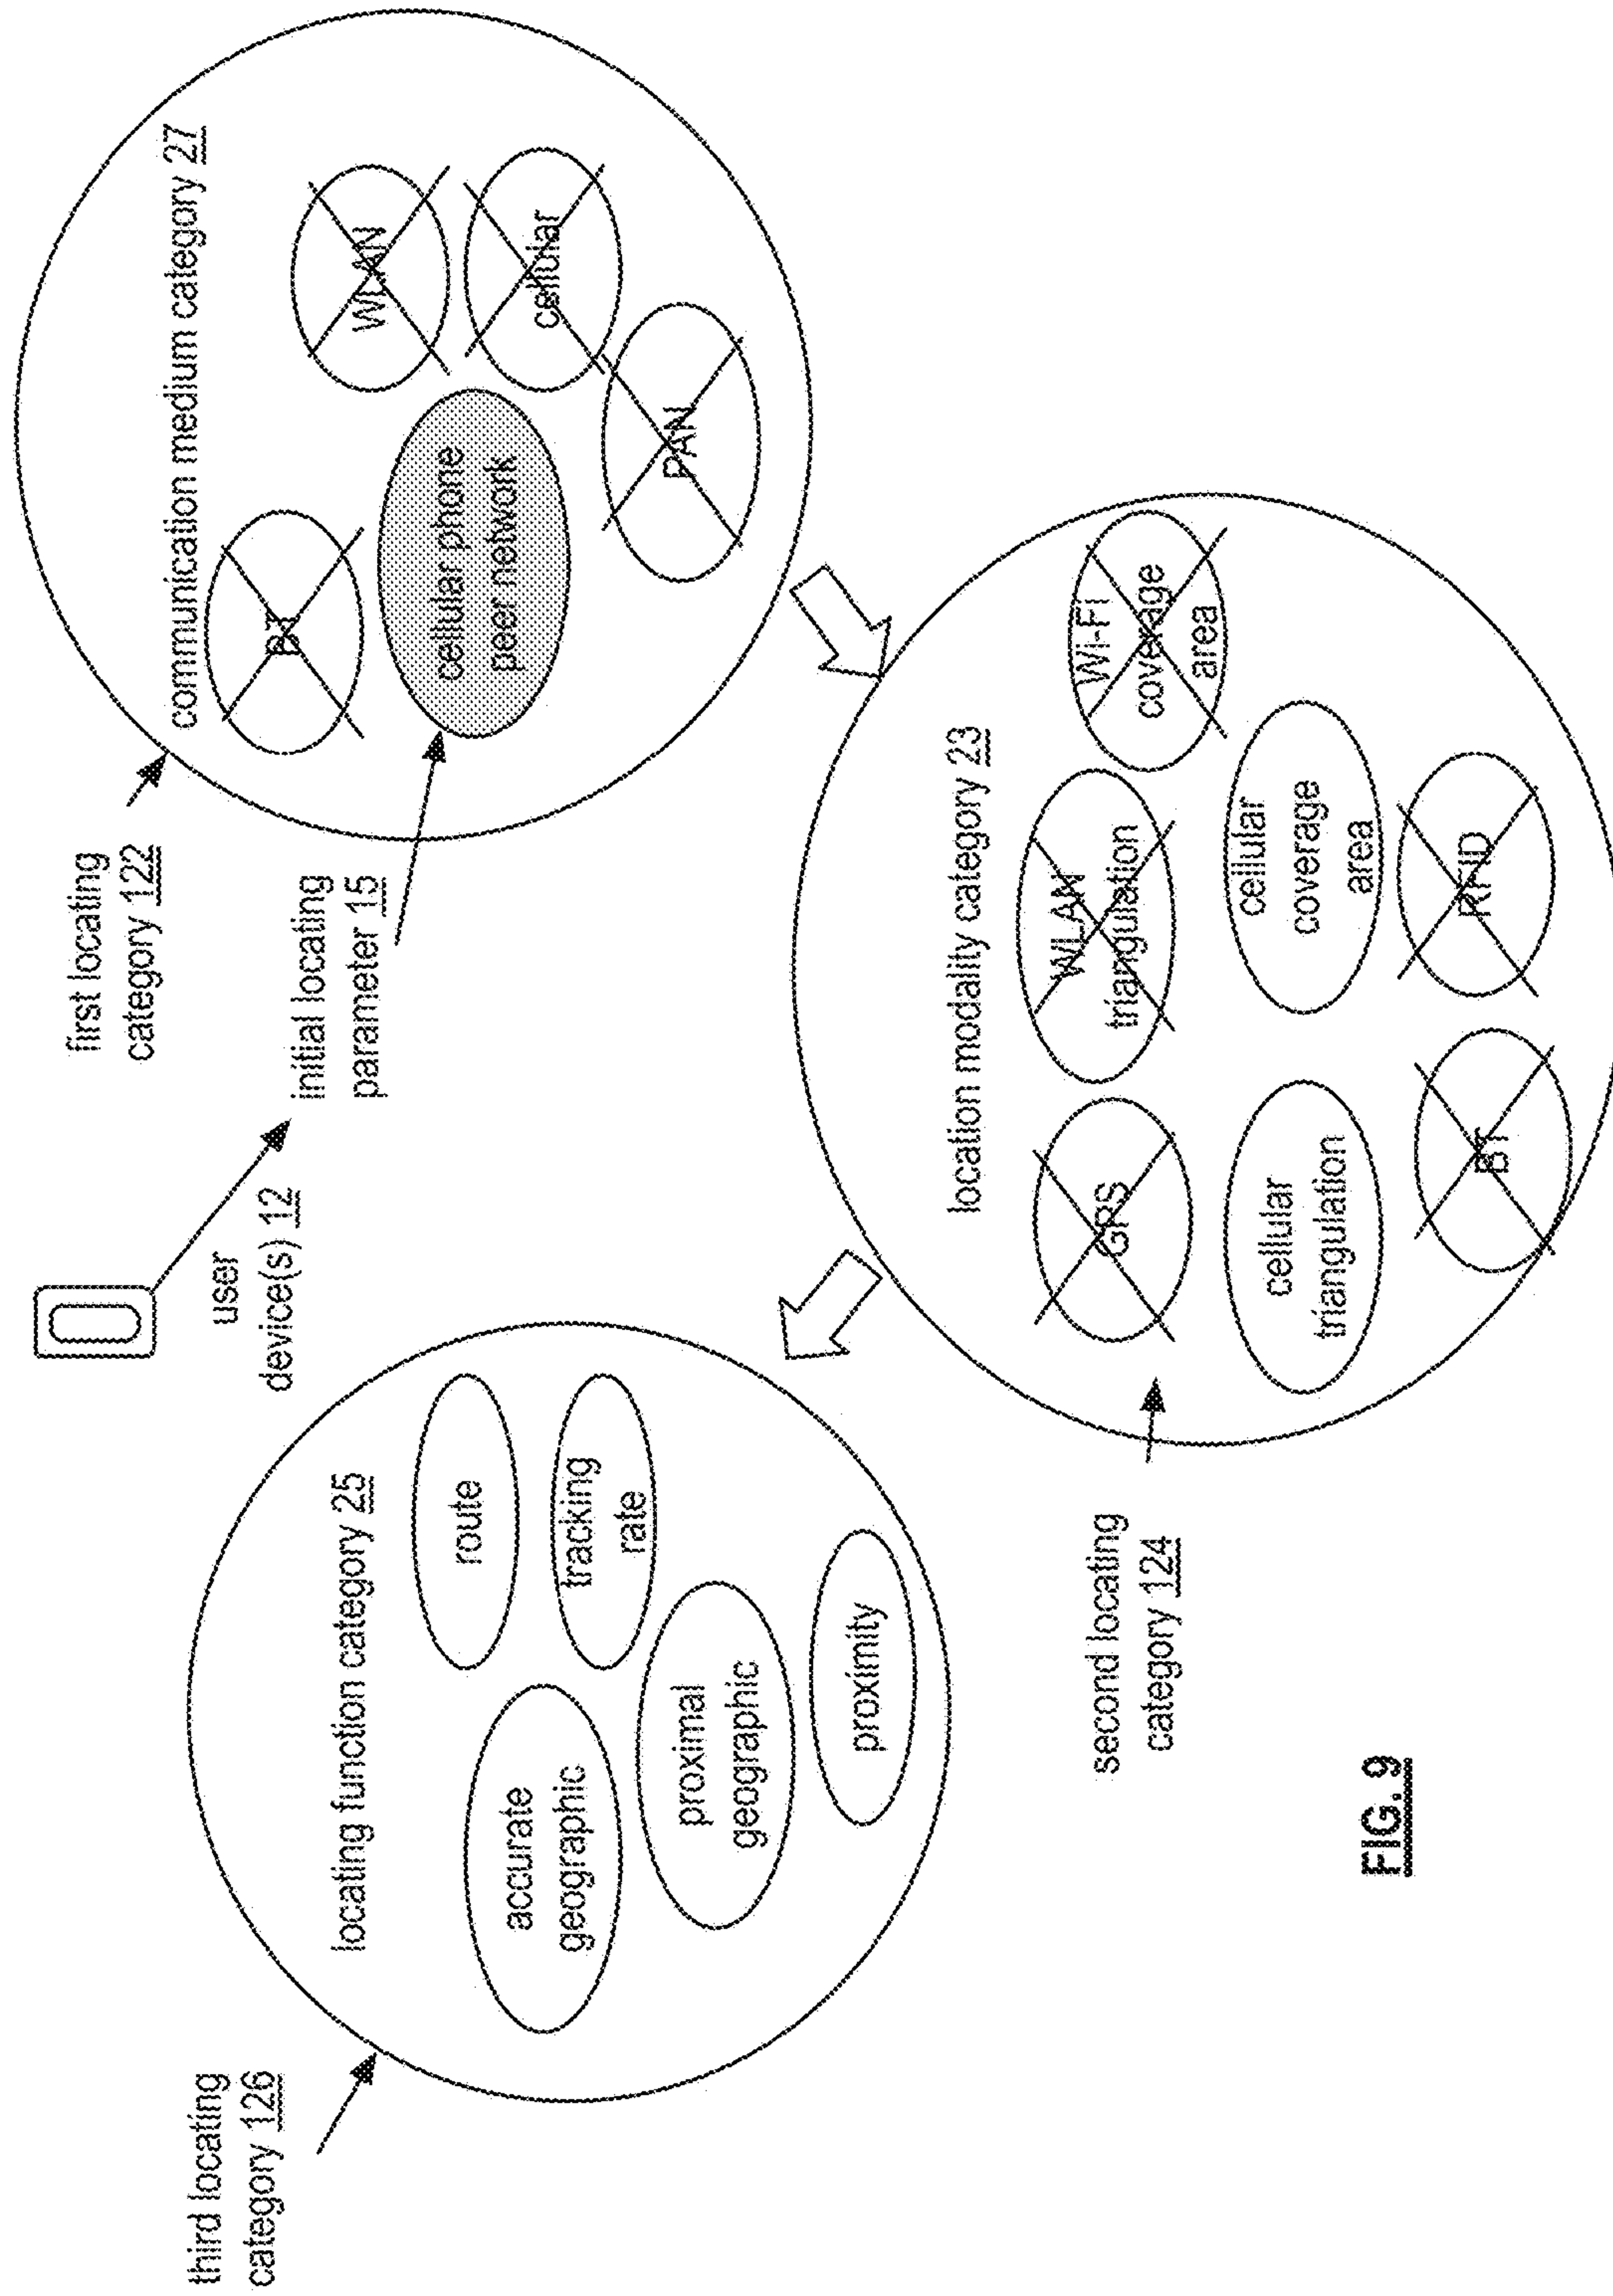 third locating
category 126
locating function category 25
accurate
geographic
route
tracking
rate
proximal
geographic
proximity
user
device(s) 12
first locating
category 122
initial locating
parameter 15
communication medium category 27
BT
WLAN
cellular phone
peer network
cellular
PAN
second locating
category 124
location modality category 23
GPS
WLAN
triangulation
Wi-Fi
coverage
area
cellular
triangulation
cellular
coverage
area
BT
RFID
FIG. 9